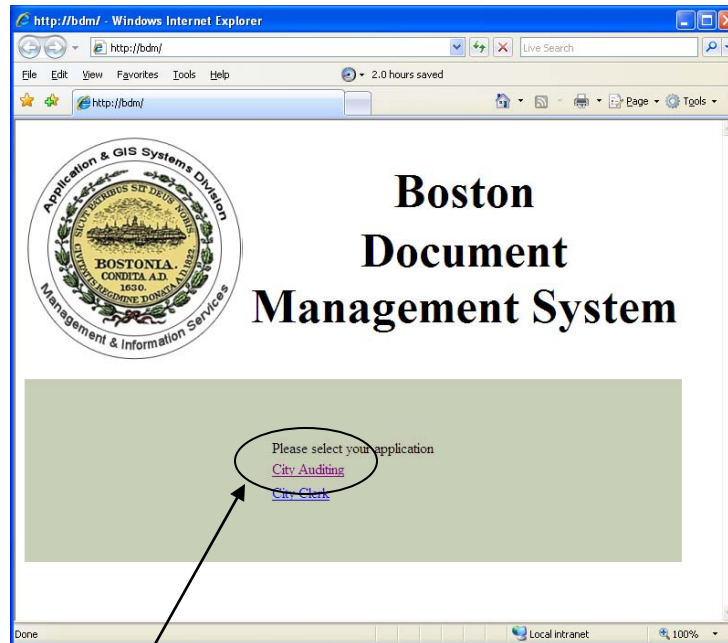 http://bdm/ - Windows Internet Explorer
http://bdm/
Live Search
File Edit View Favorites Tools Help
2.0 hours saved
http://bdm/
Page Tools
Application & GIS Systems Division
Management & Information Services
SICUT PATRIBUS SIT DEUS NOBIS
CIVITATIS REGIMINE DONATA A.D. 1822.
BOSTONIA.
CONDITA A.D.
1630.
Boston
Document
Management System
Please select your application
City Auditing
City Clerk
Done
Local intranet
100%